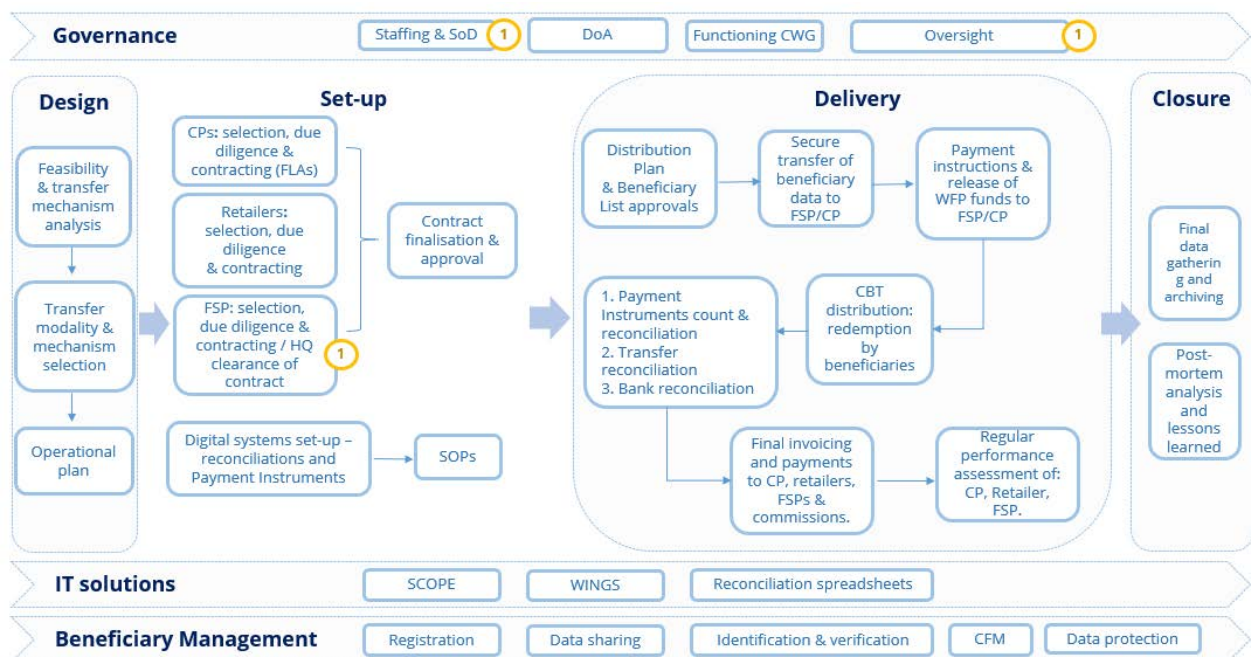 Governance
Staffing & SoD
1
DoA
Functioning CWG
Oversight
1
Design
Feasibility
& transfer
mechanism
analysis
Transfer
modality &
mechanism
selection
Operational
plan
Set-up
CPs: selection, due
diligence &
contracting (FLAs)
Retailers:
selection, due
diligence
& contracting
FSP: selection,
due diligence &
contracting / HQ
clearance of
contract
1
Contract
finalisation &
approval
Digital systems set-up –
reconciliations and
Payment Instruments
SOPs
Delivery
Distribution
Plan
& Beneficiary
List approvals
Secure
transfer of
beneficiary
data to
FSP/CP
Payment
instructions &
release of
WFP funds to
FSP/CP
CBT
distribution:
redemption
by
beneficiaries
1. Payment
Instruments count &
reconciliation
2. Transfer
reconciliation
3. Bank reconciliation
Final invoicing
and payments
to CP, retailers,
FSPs &
commissions.
Regular
performance
assessment of:
CP, Retailer,
FSP.
Closure
Final
data
gatherin
g and
archiving
Post-
mortem
analysis
and
lessons
learned
IT solutions
SCOPE
WINGS
Reconciliation spreadsheets
Beneficiary Management
Registration
Data sharing
Identification & verification
CFM
Data protection